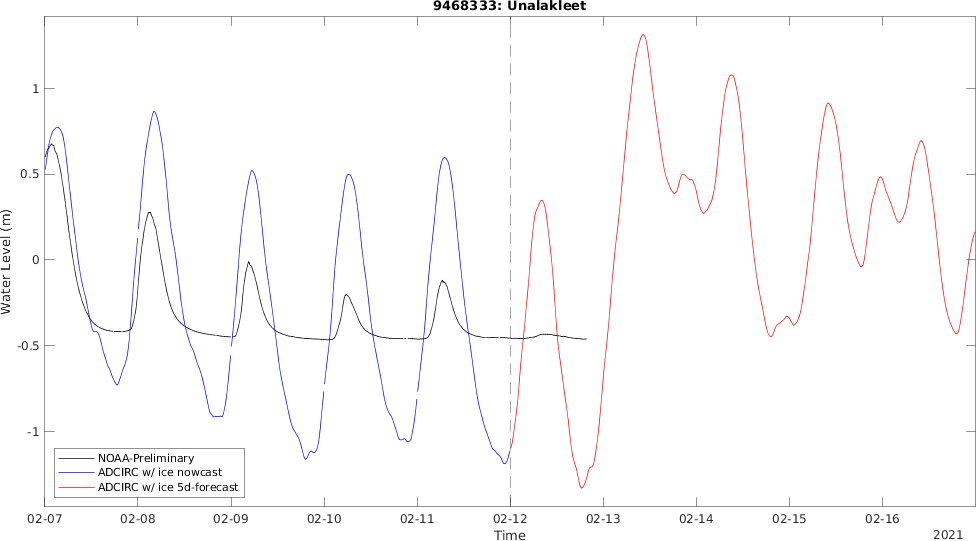 9468333: Unalakleet
Water Level (m)
1
0.5
0
-0.5
-1
NOAA-Preliminary
ADCIRC w/ ice nowcast
ADCIRC w/ ice 5d-forecast
02-07 02-08 02-09 02-10 02-11 02-12 02-13 02-14 02-15 02-16
Time
2021